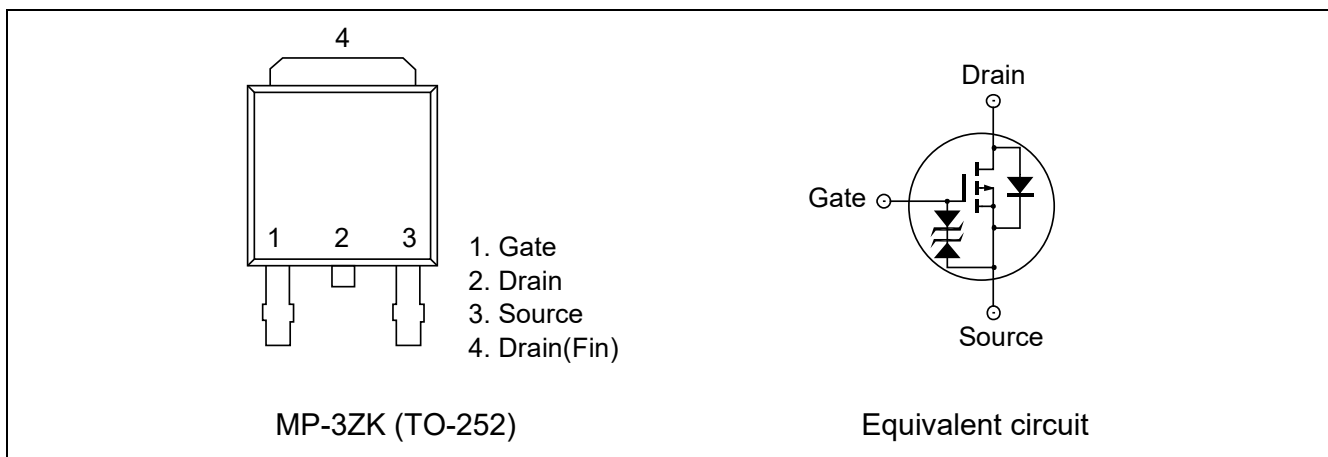 4
1
2
3
1. Gate
2. Drain
3. Source
4. Drain(Fin)
MP-3ZK (TO-252)
Drain
Gate
Source
Equivalent circuit